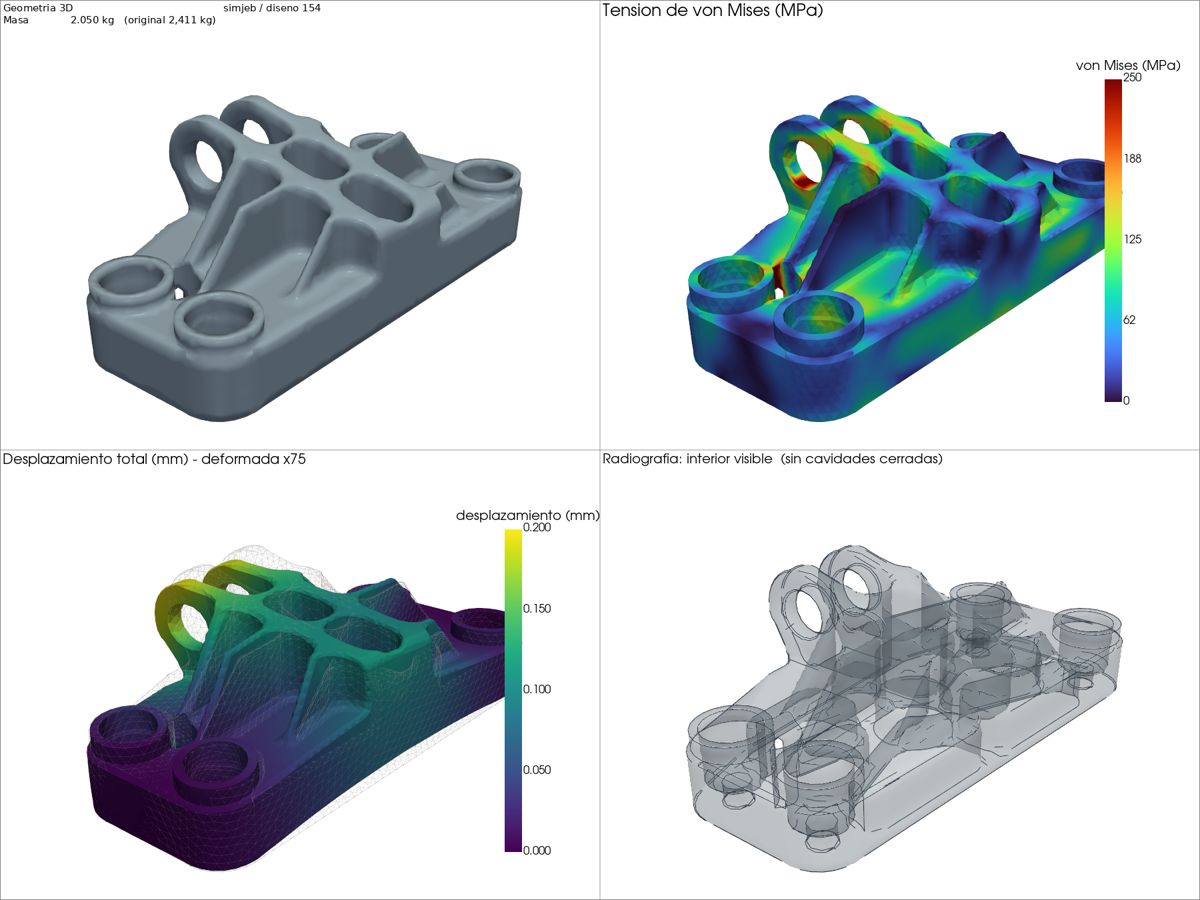 Geometria 3D simjeb / diseno 154
Masa 2.050 kg (original 2,411 kg)
Tension de von Mises (MPa)
von Mises (MPa)
250
188
125
62
0
Desplazamiento total (mm) - deformada x75
desplazamiento (mm)
0.200
0.150
0.100
0.050
0.000
Radiografia: interior visible (sin cavidades cerradas)